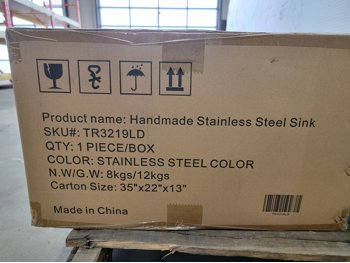 Product name: Handmade Stainless Steel Sink
SKU#: TR3219LD
QTY: 1 PIECE/BOX
COLOR: STAINLESS STEEL COLOR
N.W/G.W: 8kgs/12kgs
Carton Size: 35"x22"x13"
Made in China